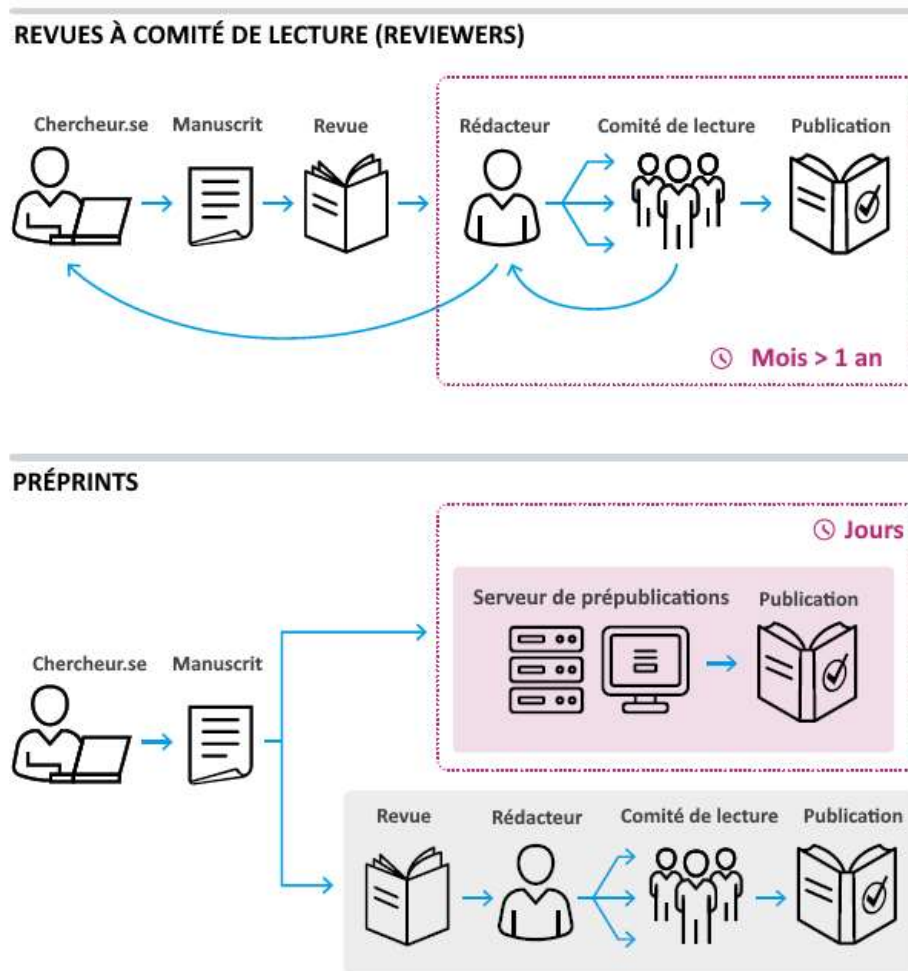 REVUES À COMITÉ DE LECTURE (REVIEWERS)
Chercheur.se Manuscrit Revue Rédacteur Comité de lecture Publication
Mois > 1 an
PRÉPRINTS
Jours
Serveur de prépublications Publication
Chercheur.se Manuscrit
Revue Rédacteur Comité de lecture Publication